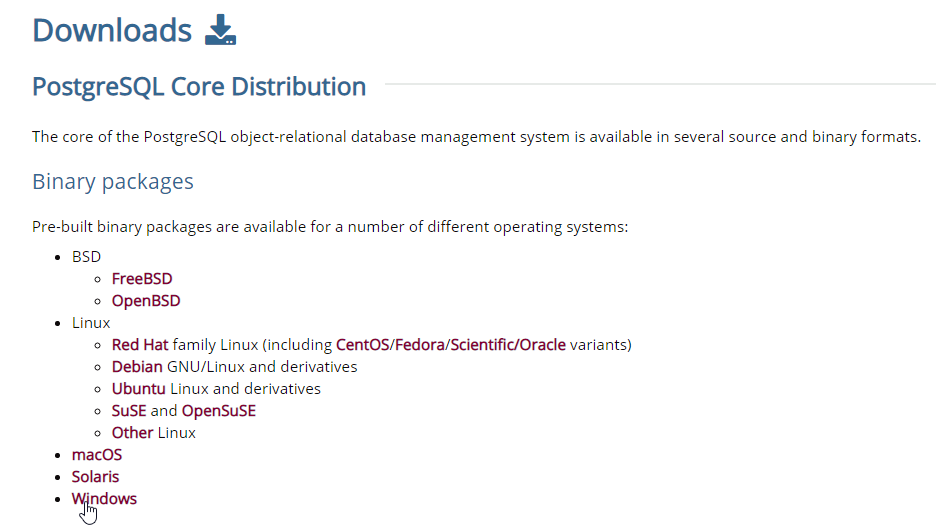 Downloads
PostgreSQL Core Distribution
The core of the PostgreSQL object-relational database management system is available in several source and binary formats.
Binary packages
Pre-built binary packages are available for a number of different operating systems:
BSD
FreeBSD
OpenBSD
Linux
Red Hat family Linux (including CentOS/Fedora/Scientific/Oracle variants)
Debian GNU/Linux and derivatives
Ubuntu Linux and derivatives
SuSE and OpenSuSE
Other Linux
macOS
Solaris
Windows